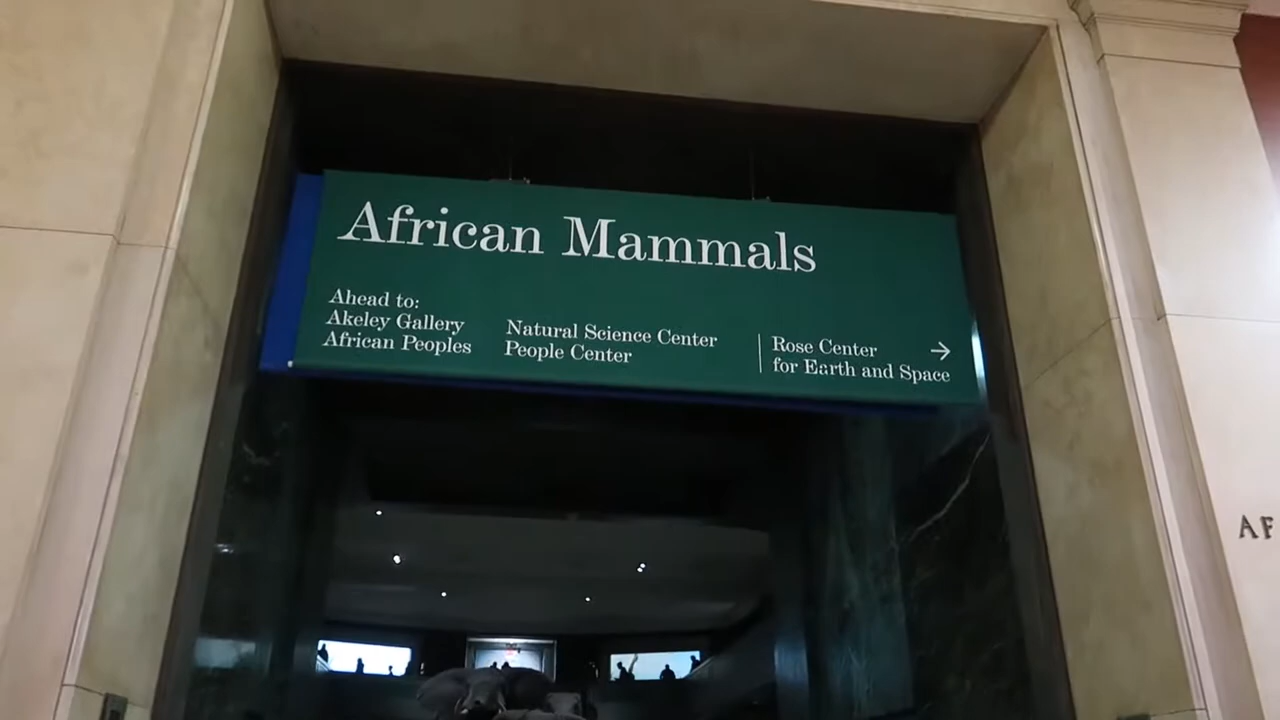 African Mammals
Ahead to:
Akeley Gallery
African Peoples
Natural Science Center
People Center
Rose Center →
for Earth and Space
AF